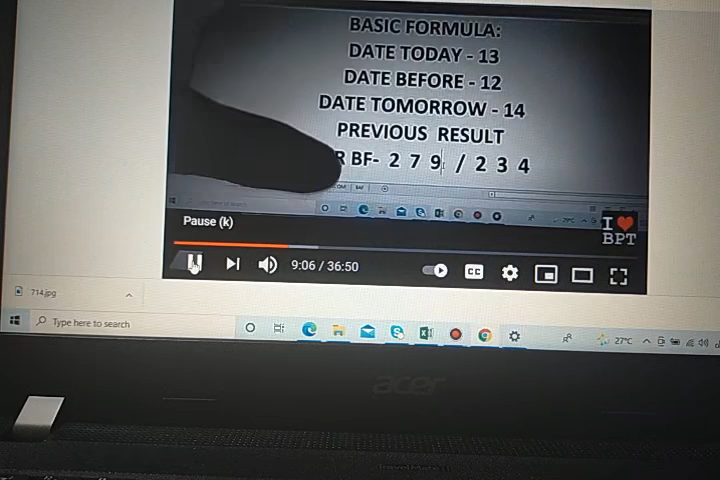 BASIC FORMULA:
DATE TODAY - 13
DATE BEFORE - 12
DATE TOMORROW - 14
PREVIOUS RESULT
R BF- 2 7 9 / 2 3 4
Pause (k)
I ❤ BPT
9:06 / 36:50
CC
714.jpg
Type here to search
27°C
acer